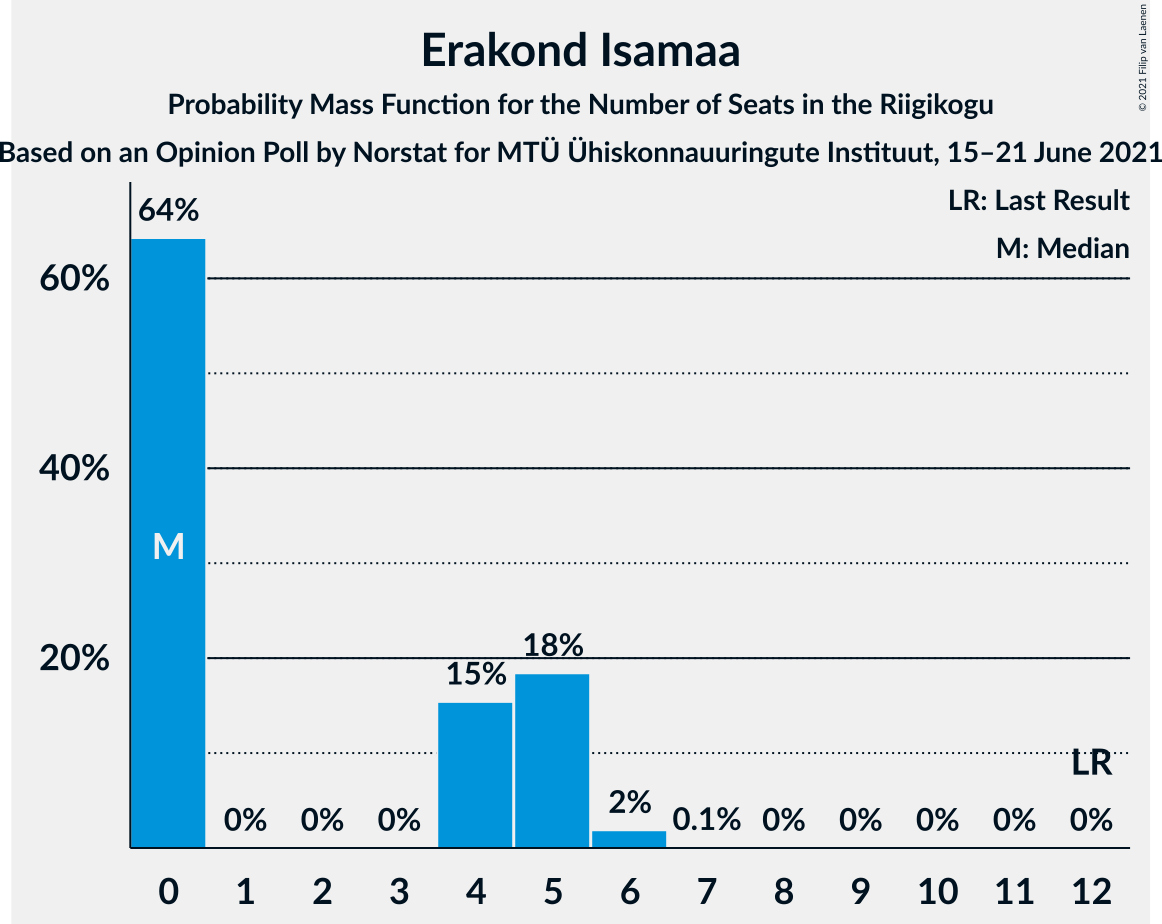 Erakond Isamaa
Probability Mass Function for the Number of Seats in the Riigikogu
Based on an Opinion Poll by Norstat for MTÜ Ühiskonnauuringute Instituut, 15–21 June 2021
© 2021 Filip van Laenen
LR: Last Result
M: Median
64%
60%
40%
M
20%
18%
15%
LR
2%
0% 0% 0% 0.1% 0% 0% 0% 0% 0%
0 1 2 3 4 5 6 7 8 9 10 11 12